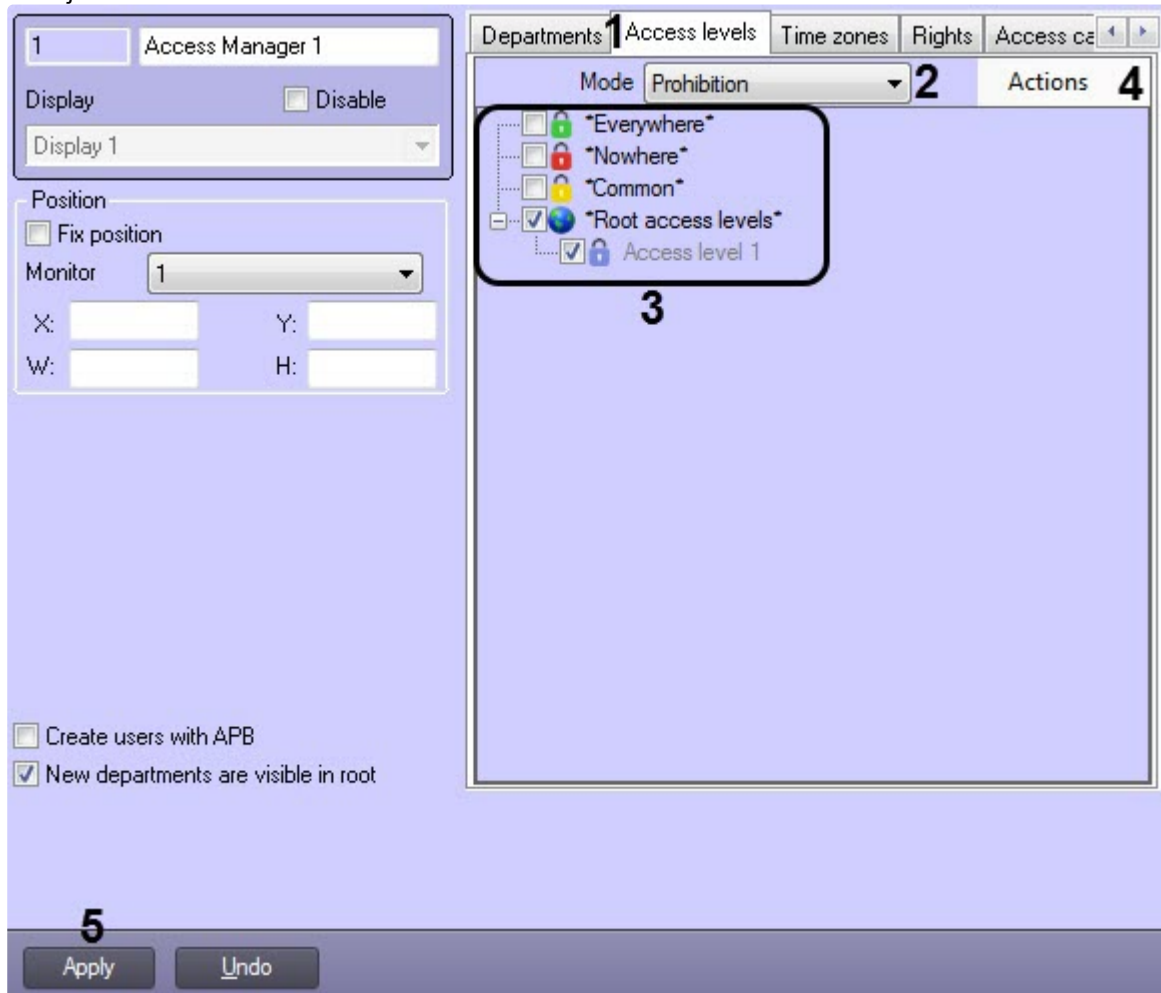 1 Access Manager 1
Display Disable
Display 1
Position
Fix position
Monitor 1
X: Y:
W: H:
Create users with APB
New departments are visible in root
Departments 1 Access levels Time zones Rights Access ca
Mode Prohibition 2 Actions 4
*Everywhere*
*Nowhere*
*Common*
*Root access levels*
Access level 1
3
5
Apply Undo